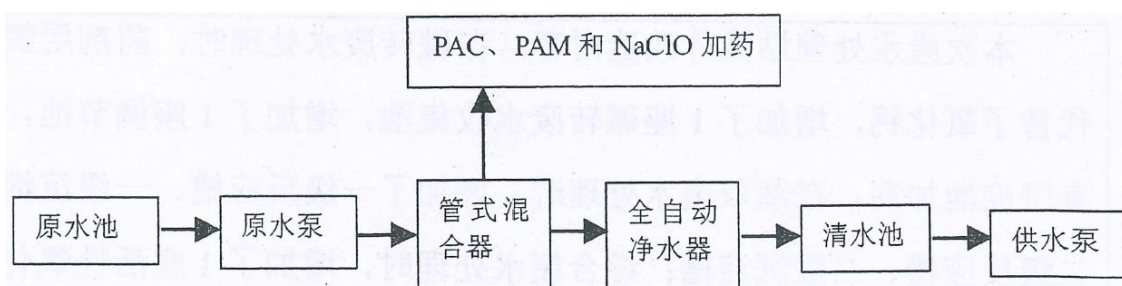 PAC、PAM 和 NaClO 加药
原水池
原水泵
管式混
合器
全自动
净水器
清水池
供水泵